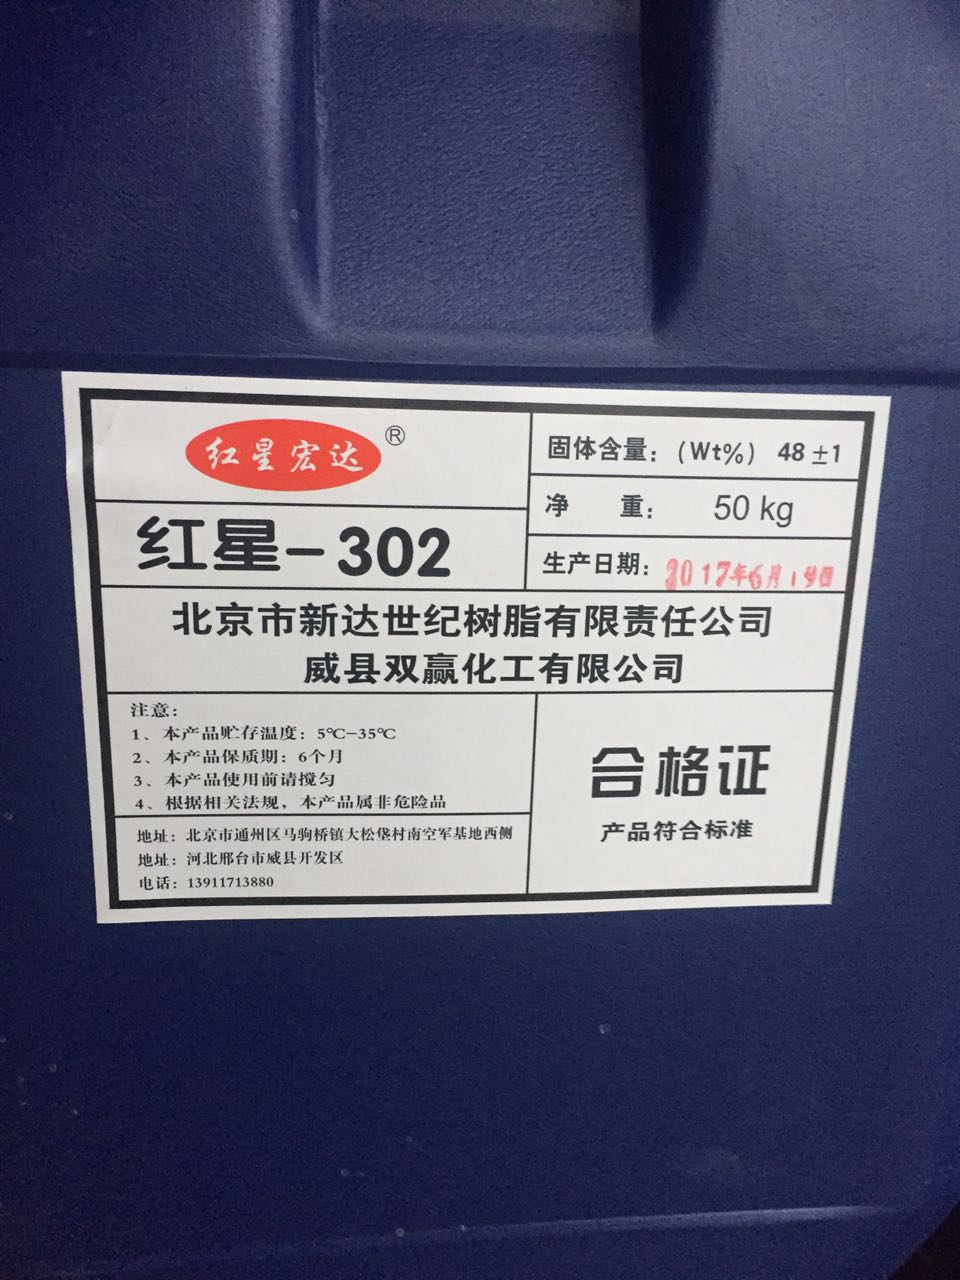 红星宏达®
红星-302
固体含量：（Wt%） 48±1
净 重： 50 kg
生产日期：2017年6月19日
北京市新达世纪树脂有限责任公司
威县双赢化工有限公司
注意：
1、本产品贮存温度：5℃-35℃
2、本产品保质期：6个月
3、本产品使用前请搅匀
4、根据相关法规，本产品属非危险品
地址：北京市通州区马驹桥镇大松垡村南空军基地西侧
地址：河北邢台市威县开发区
电话：13911713880
合格证
产品符合标准